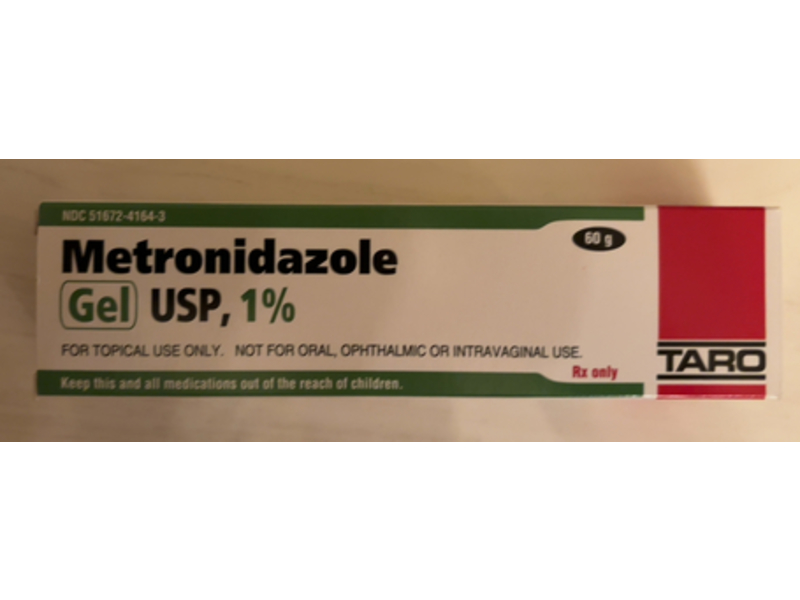 NDC 51672-4164-3
60 g
Metronidazole
Gel USP, 1%
FOR TOPICAL USE ONLY. NOT FOR ORAL, OPHTHALMIC OR INTRAVAGINAL USE.
Rx only
TARO
Keep this and all medications out of the reach of children.